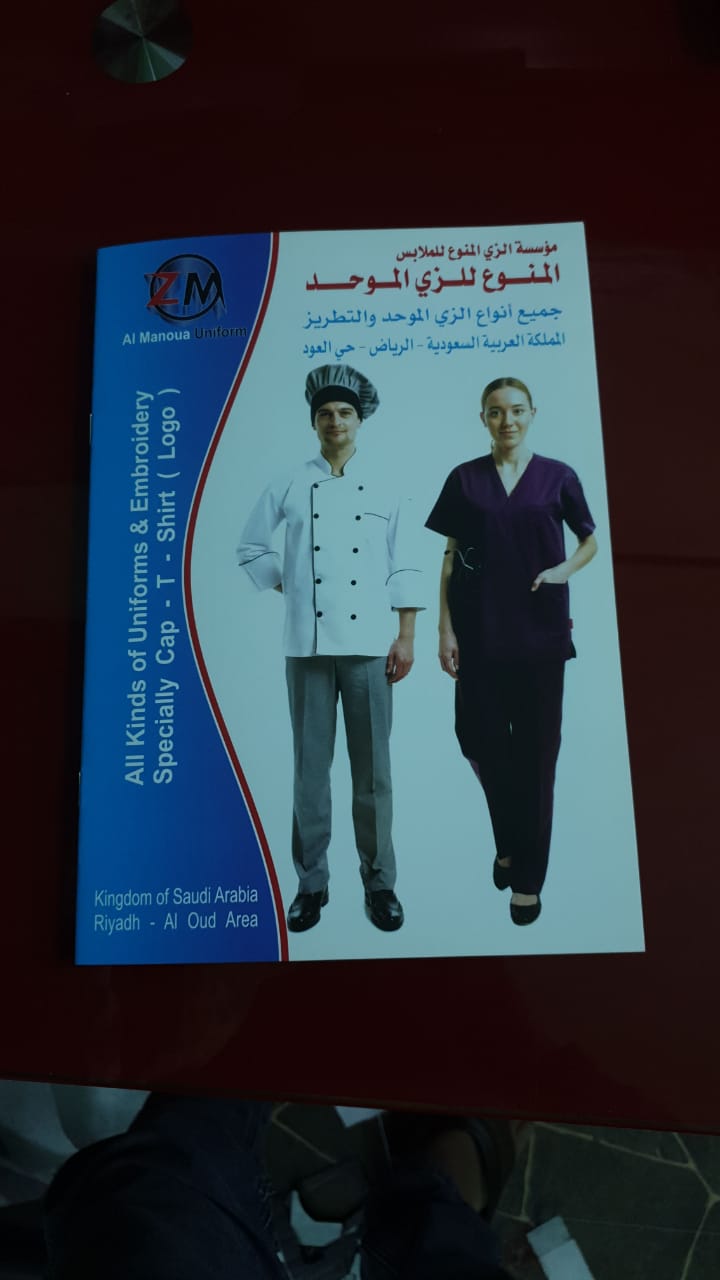 ZM
Al Manoua Uniform
مؤسسة الزي المنوع للملابس
المنوع للزي الموحد
جميع أنواع الزي الموحد والتطريز
المملكة العربية السعودية - الرياض - حي العود
All Kinds of Uniforms & Embroidery
Specially Cap - T - Shirt ( Logo )
Kingdom of Saudi Arabia
Riyadh - Al Oud Area